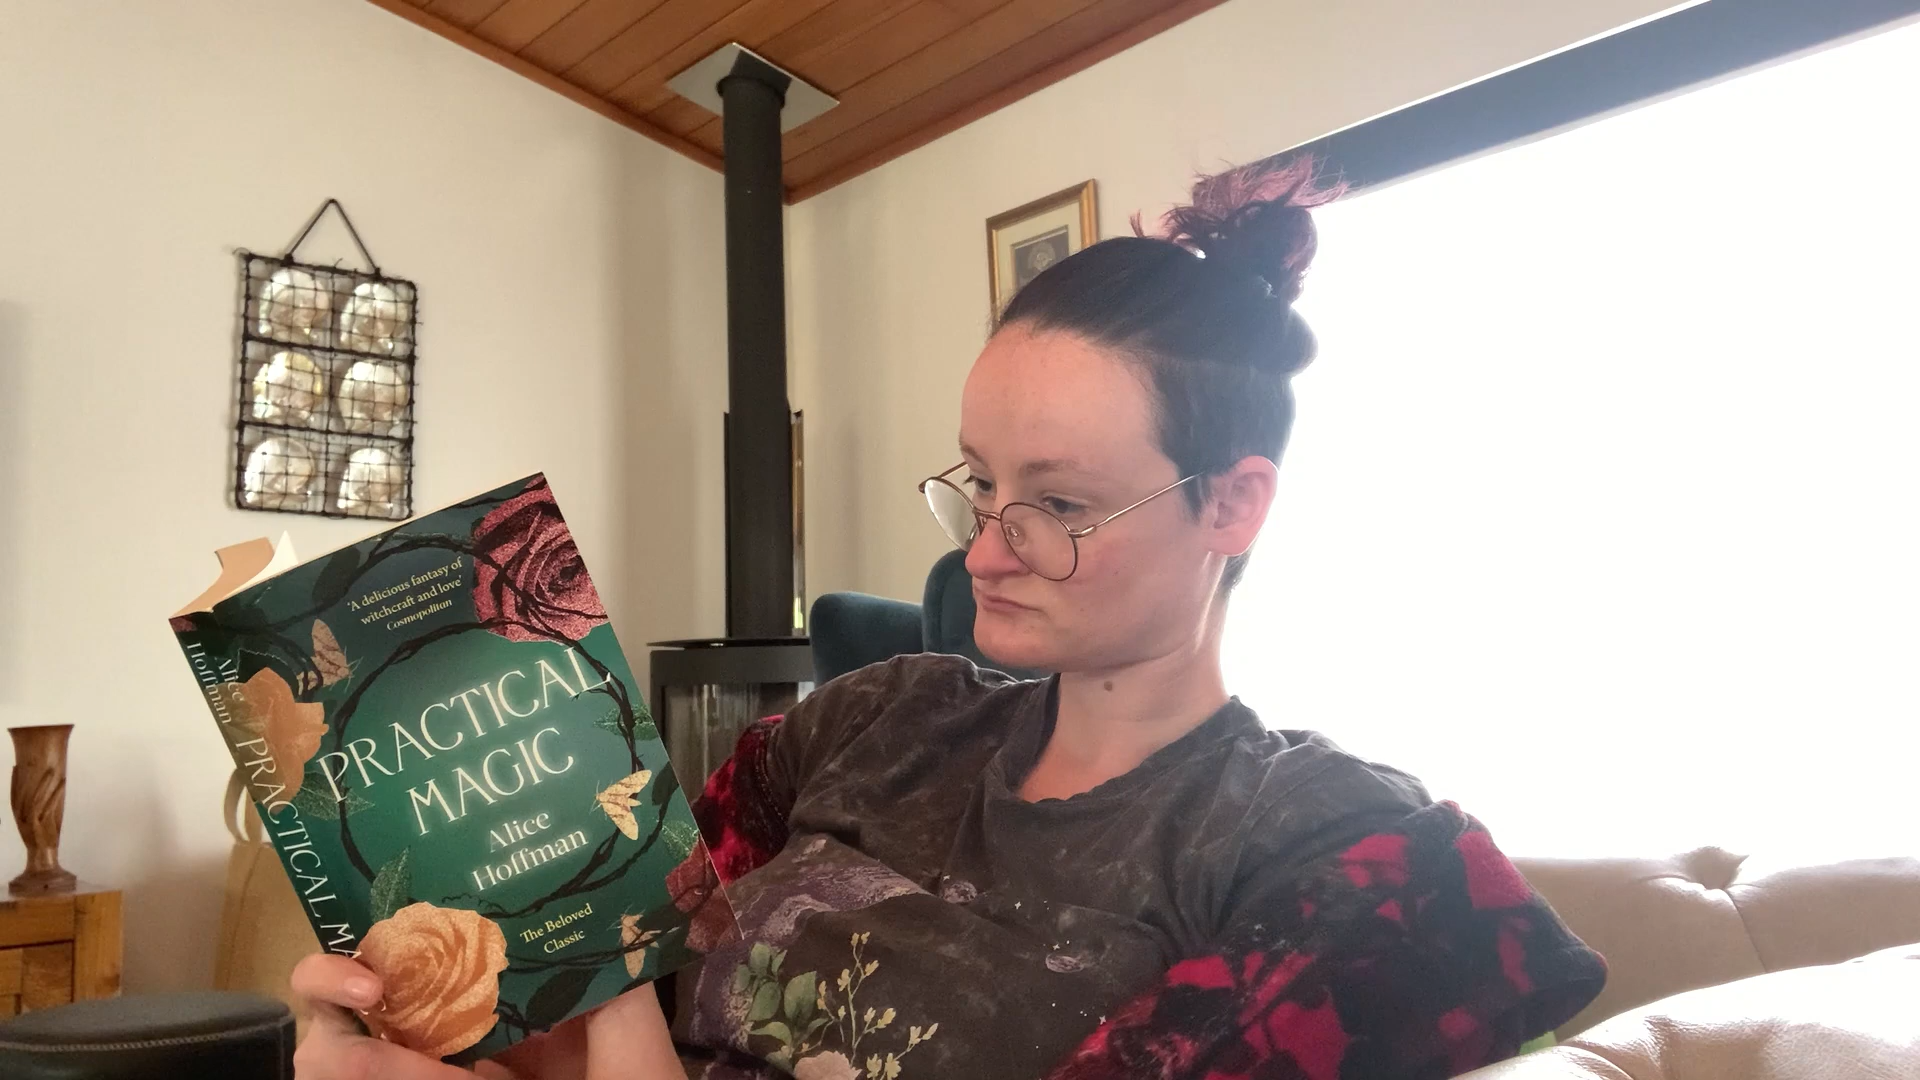 'A delicious fantasy of
witchcraft and love'
Cosmopolitan
PRACTICAL
MAGIC
Alice
Hoffman
The Beloved
Classic
Alice
Hoffman
PRACTICAL MA